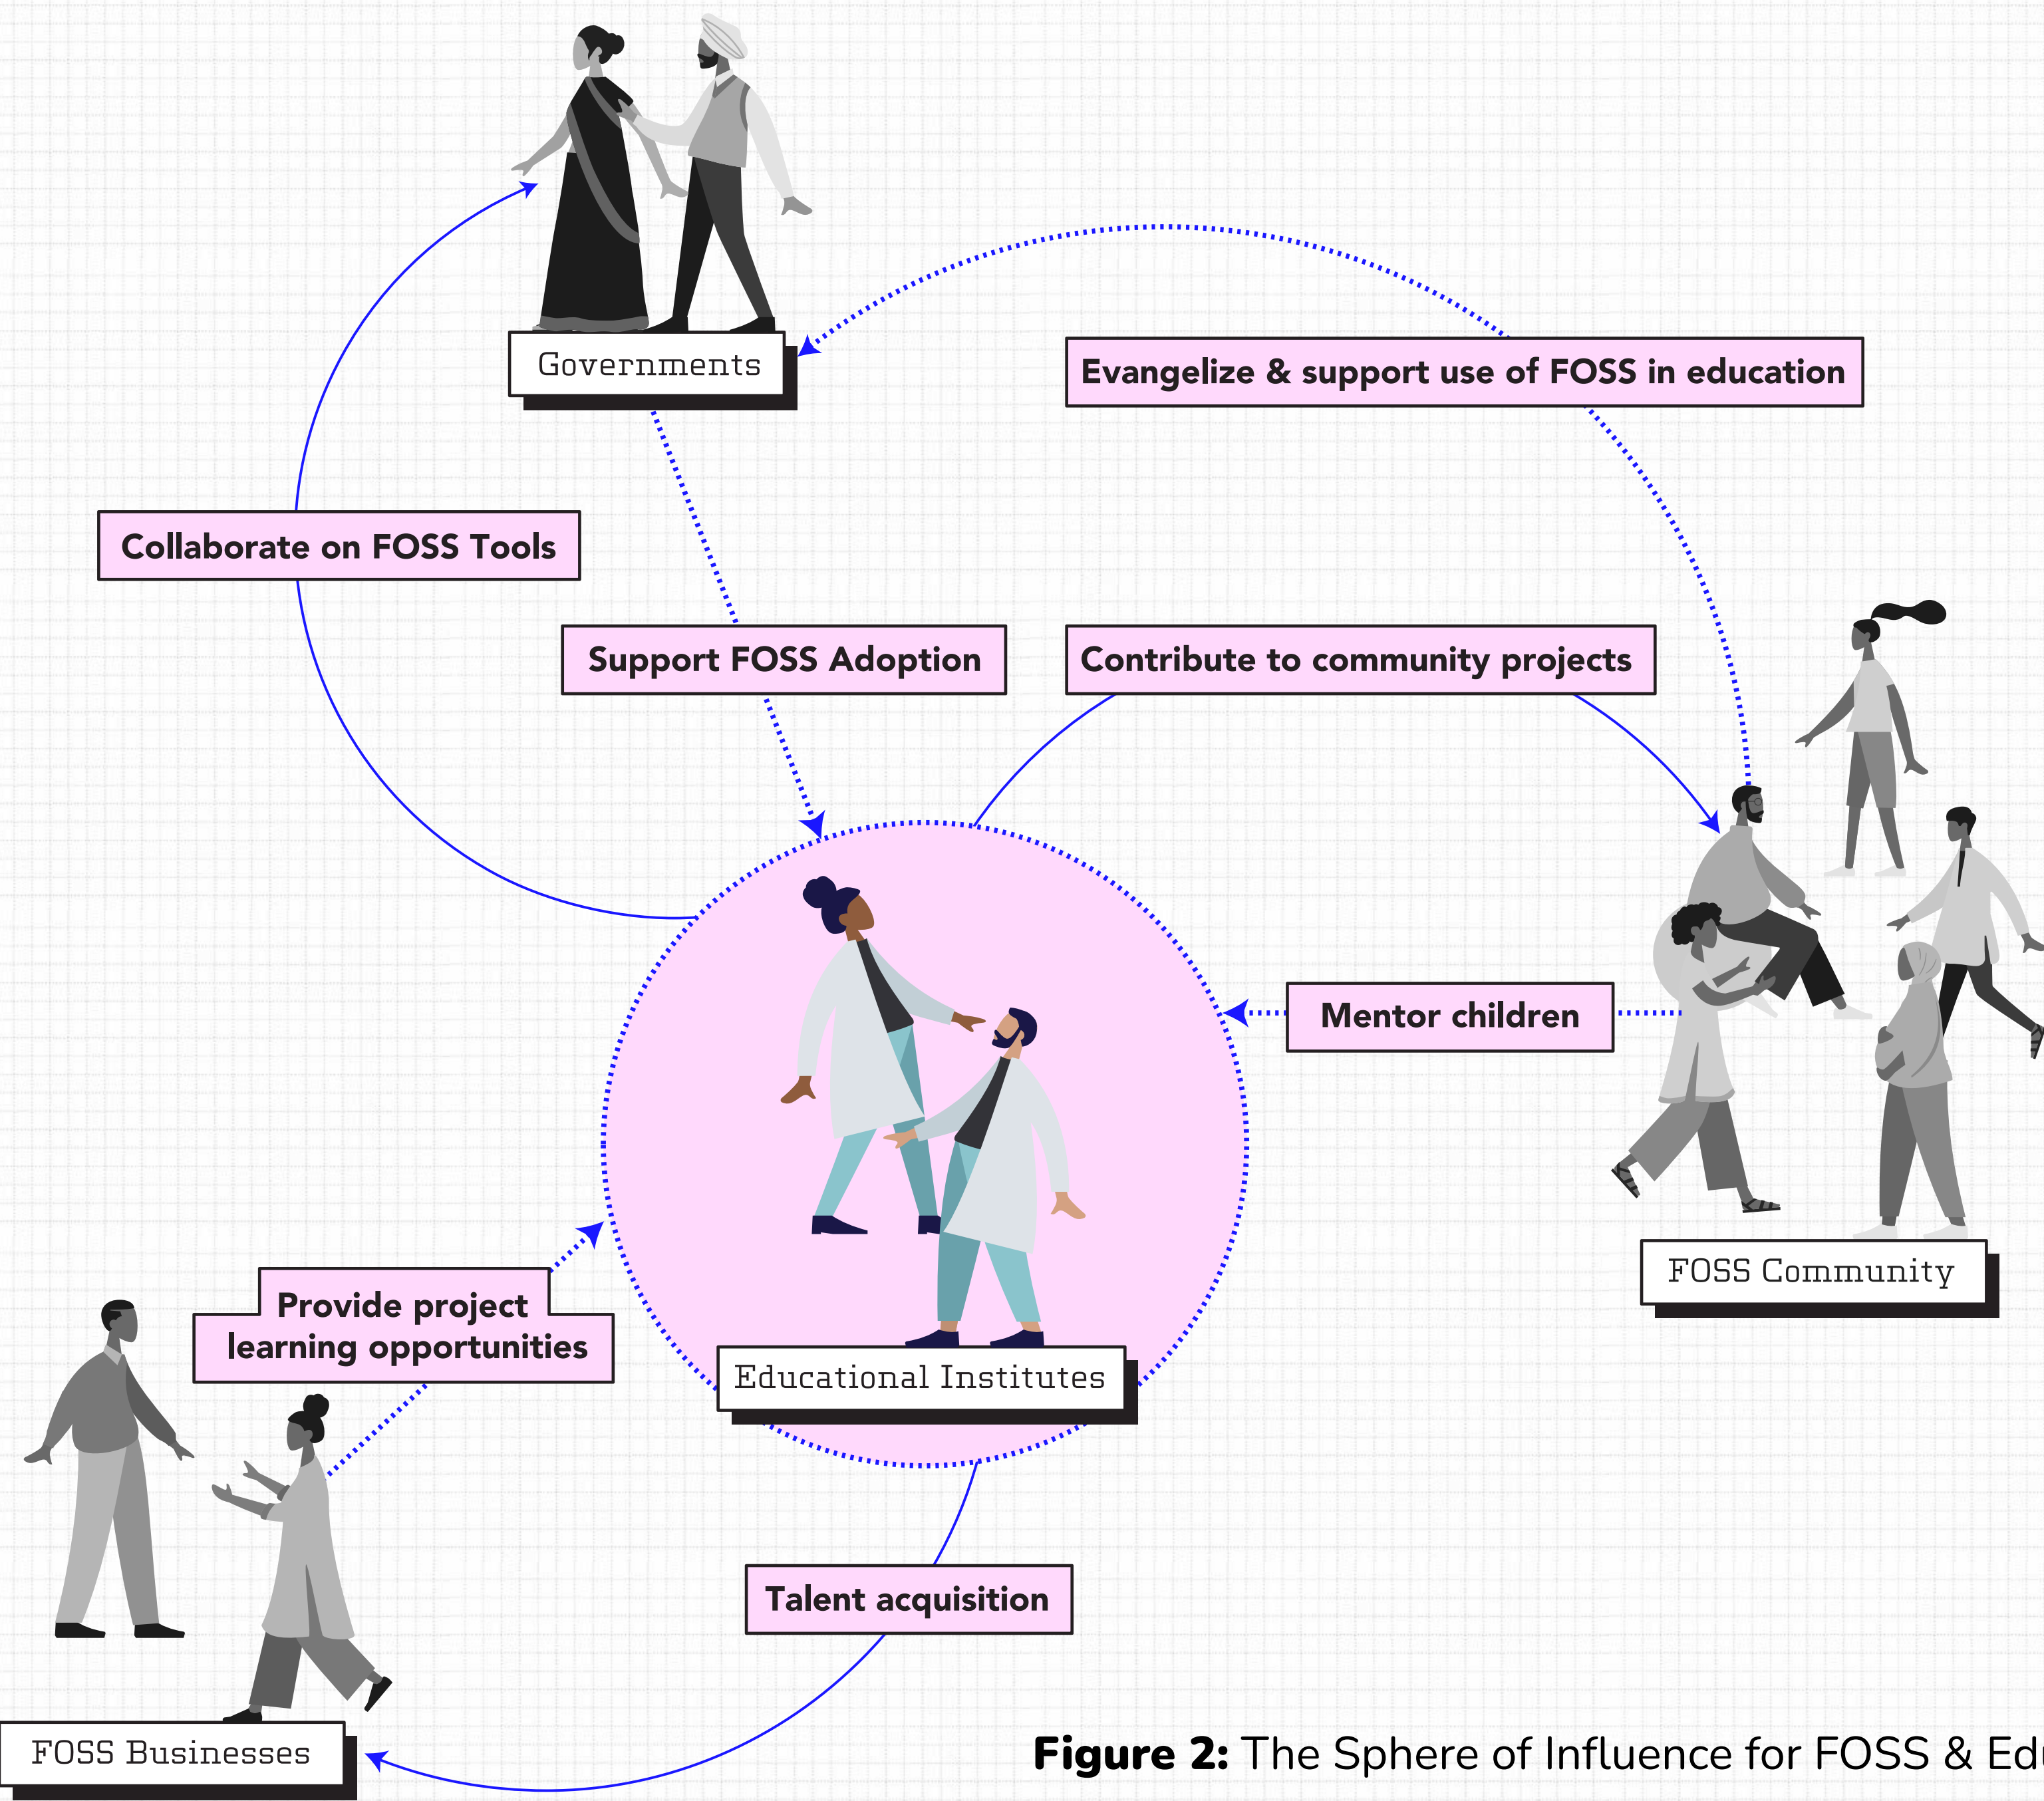 Governments
Evangelize & support use of FOSS in education
Collaborate on FOSS Tools
Support FOSS Adoption
Contribute to community projects
Mentor children
FOSS Community
Provide project
learning opportunities
Educational Institutes
Talent acquisition
FOSS Businesses
Figure 2: The Sphere of Influence for FOSS &